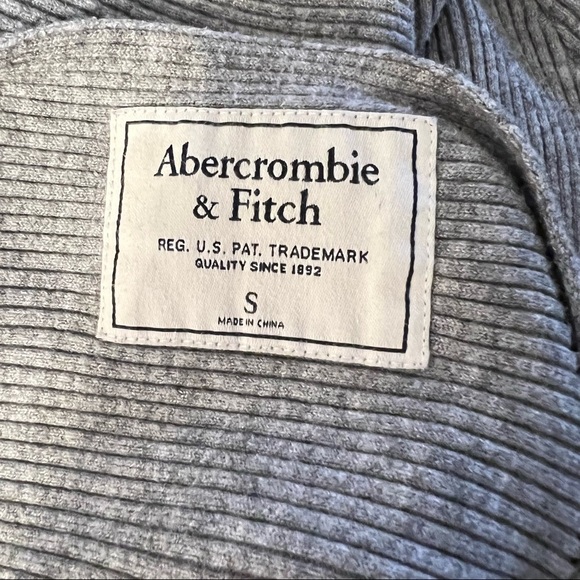 Abercrombie
& Fitch
REG. U.S. PAT. TRADEMARK
QUALITY SINCE 1892
S
MADE IN CHINA